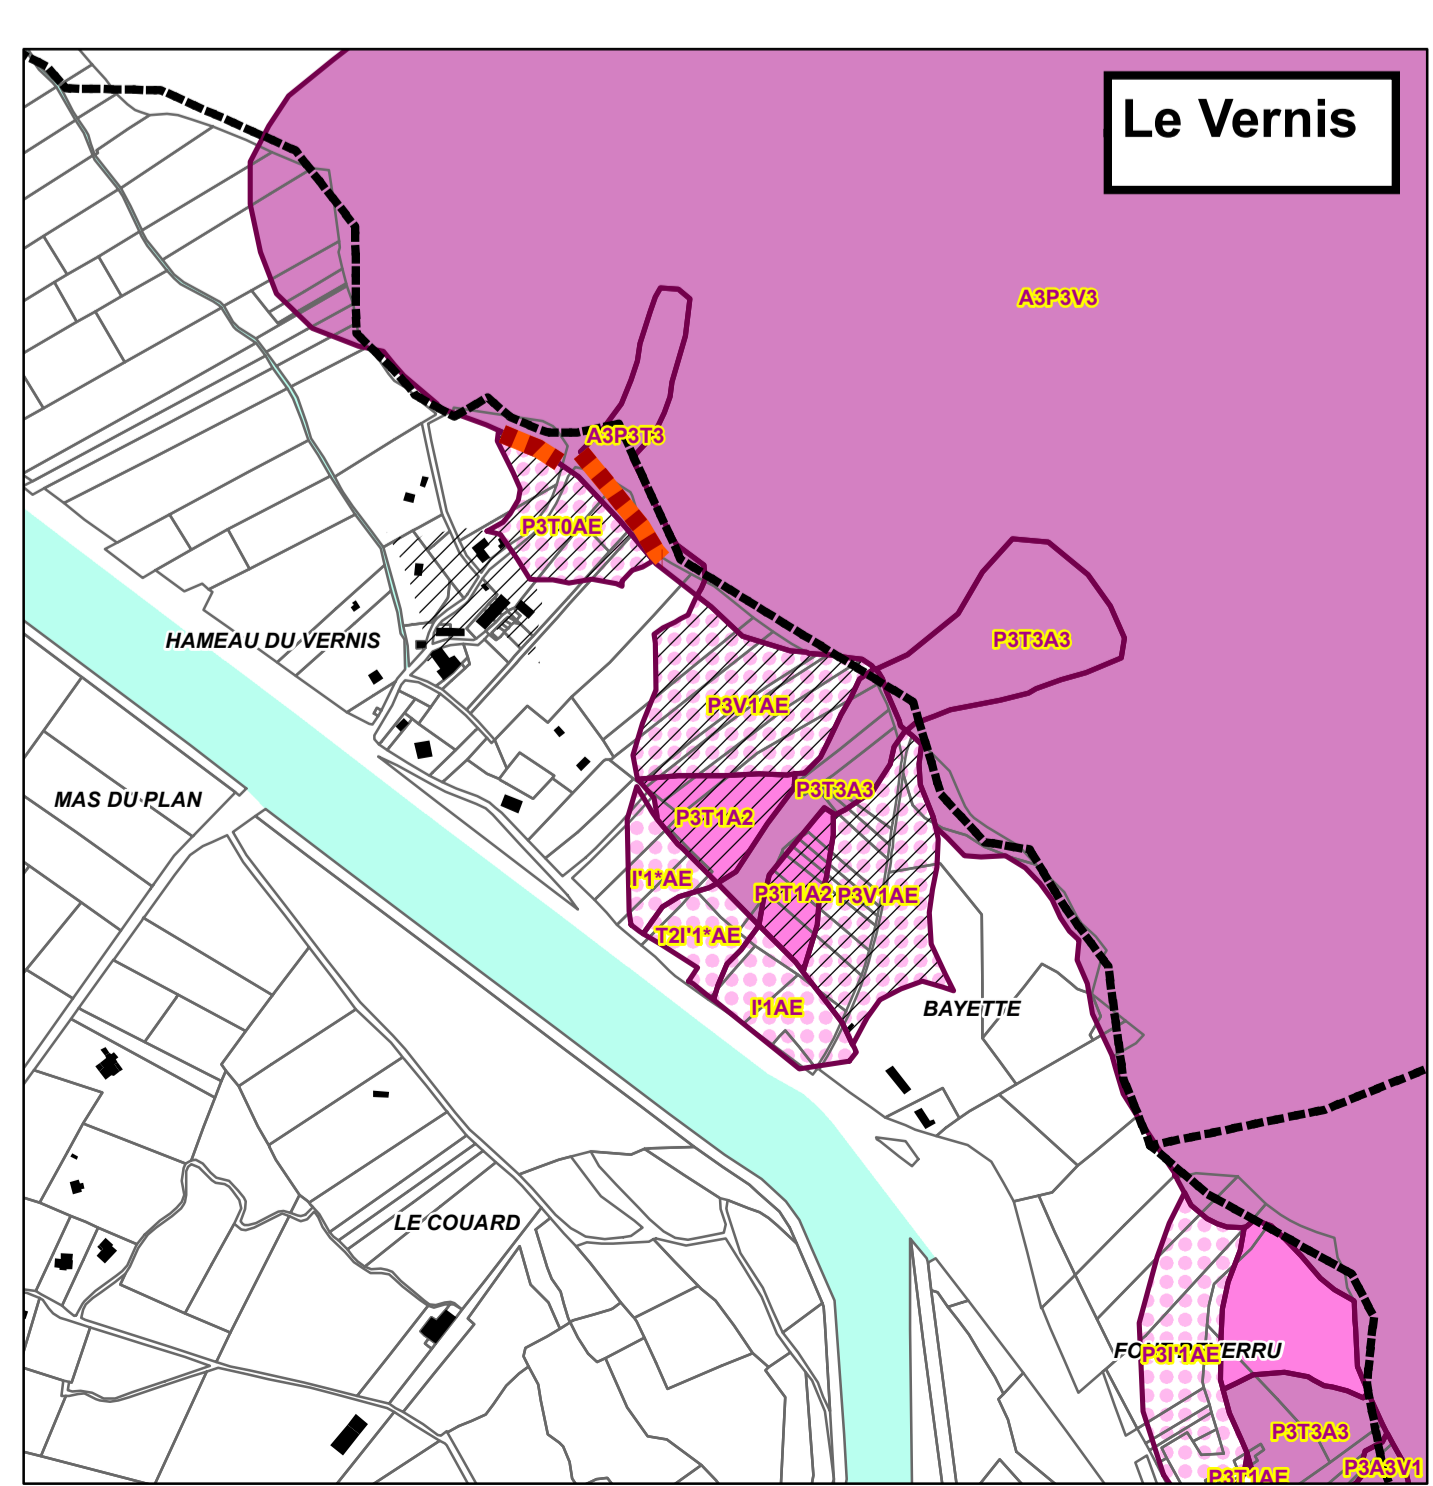 Le Vernis
A3P3V3
A3P3T3
P3T0AE
HAMEAU DU VERNIS
P3T3A3
P3V1AE
MAS DU PLAN
P3T3A3
P3T1A2
I'1*AE
P3T1A2
P3V1AE
T2I'1*AE
I'1AE
BAYETTE
LE COUARD
P3I'1AE
P3T3A3
P3A3V1
P3T1AE